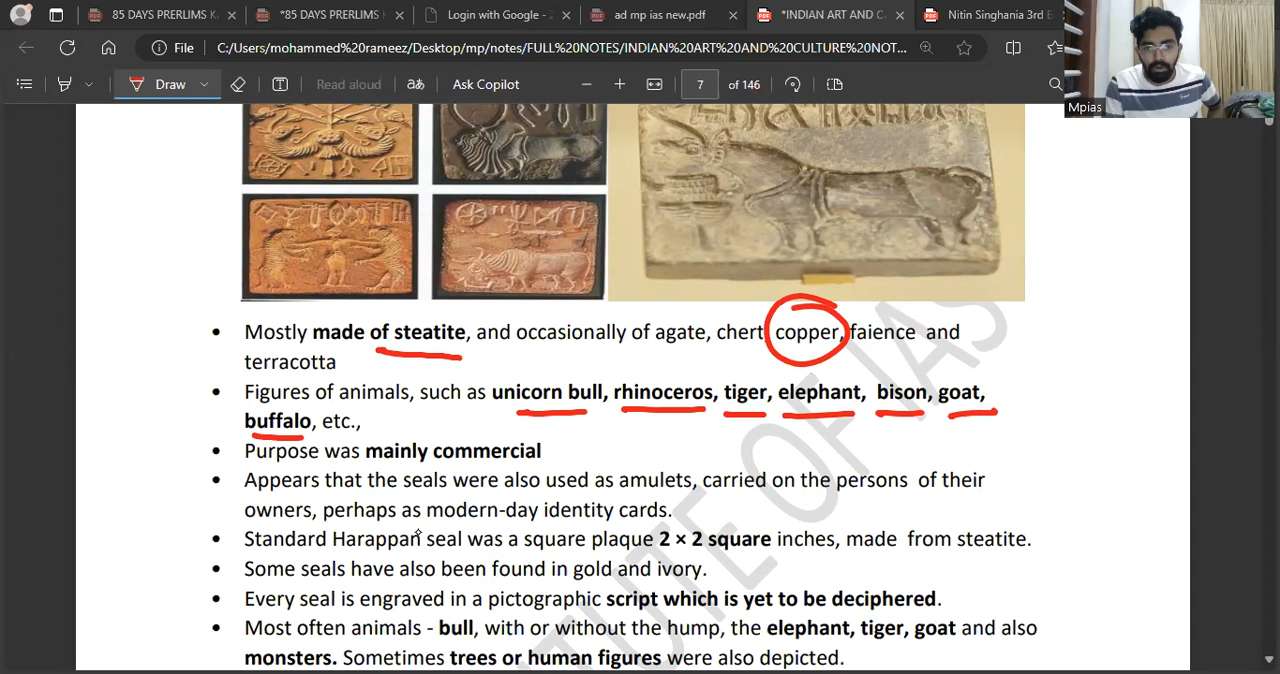 85 DAYS PRERLIMS K
*85 DAYS PRERLIMS
Login with Google - 2
ad mp ias new.pdf
*INDIAN ART AND C
Nitin Singhania 3rd E
File
C:/Users/mohammed%20rameez/Desktop/mp/notes/FULL%20NOTES/INDIAN%20ART%20AND%20CULTURE%20NOT...
Draw
Read aloud
aあ
Ask Copilot
7 of 146
Mpias
• Mostly made of steatite, and occasionally of agate, chert, copper, faience and
terracotta
• Figures of animals, such as unicorn bull, rhinoceros, tiger, elephant, bison, goat,
buffalo, etc.,
• Purpose was mainly commercial
• Appears that the seals were also used as amulets, carried on the persons of their
owners, perhaps as modern-day identity cards.
• Standard Harappan seal was a square plaque 2 × 2 square inches, made from steatite.
• Some seals have also been found in gold and ivory.
• Every seal is engraved in a pictographic script which is yet to be deciphered.
• Most often animals - bull, with or without the hump, the elephant, tiger, goat and also
monsters. Sometimes trees or human figures were also depicted.
TUTE OF IAS